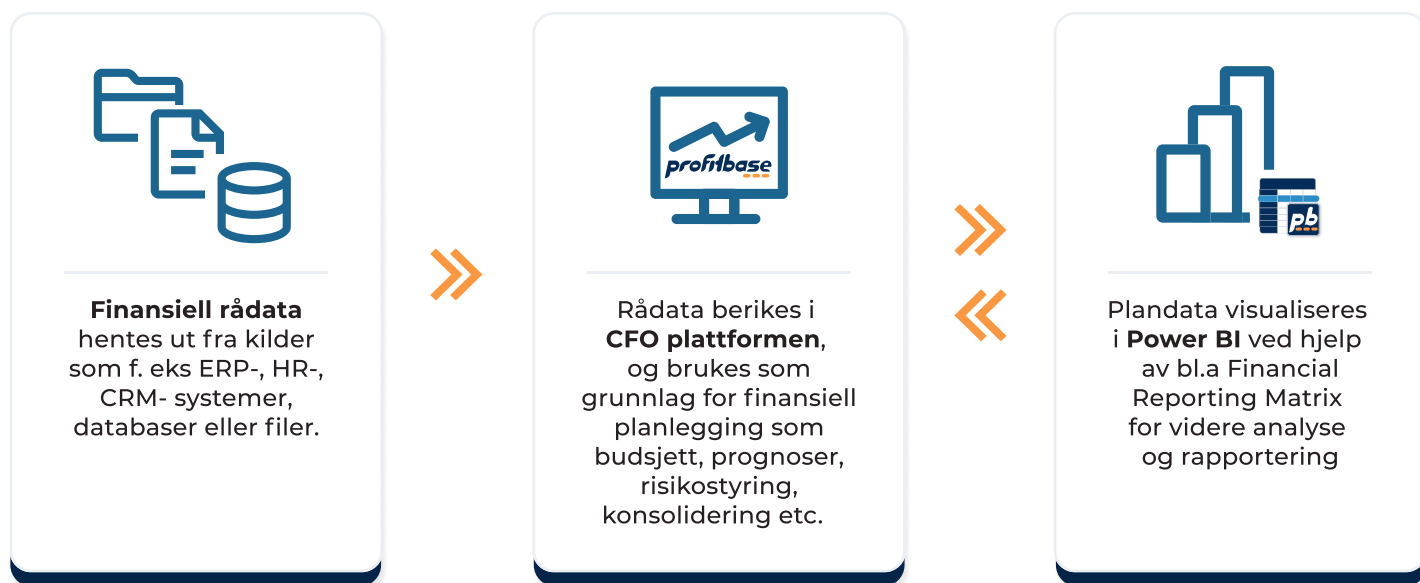 Finansiell rådata
hentes ut fra kilder
som f. eks ERP-, HR-,
CRM- systemer,
databaser eller filer.
profitbase
Rådata berikes i
CFO plattformen,
og brukes som
grunnlag for finansiell
planlegging som
budsjett, prognoser,
risikostyring,
konsolidering etc.
pb
Plandata visualiseres
i Power BI ved hjelp
av bl.a Financial
Reporting Matrix
for videre analyse
og rapportering